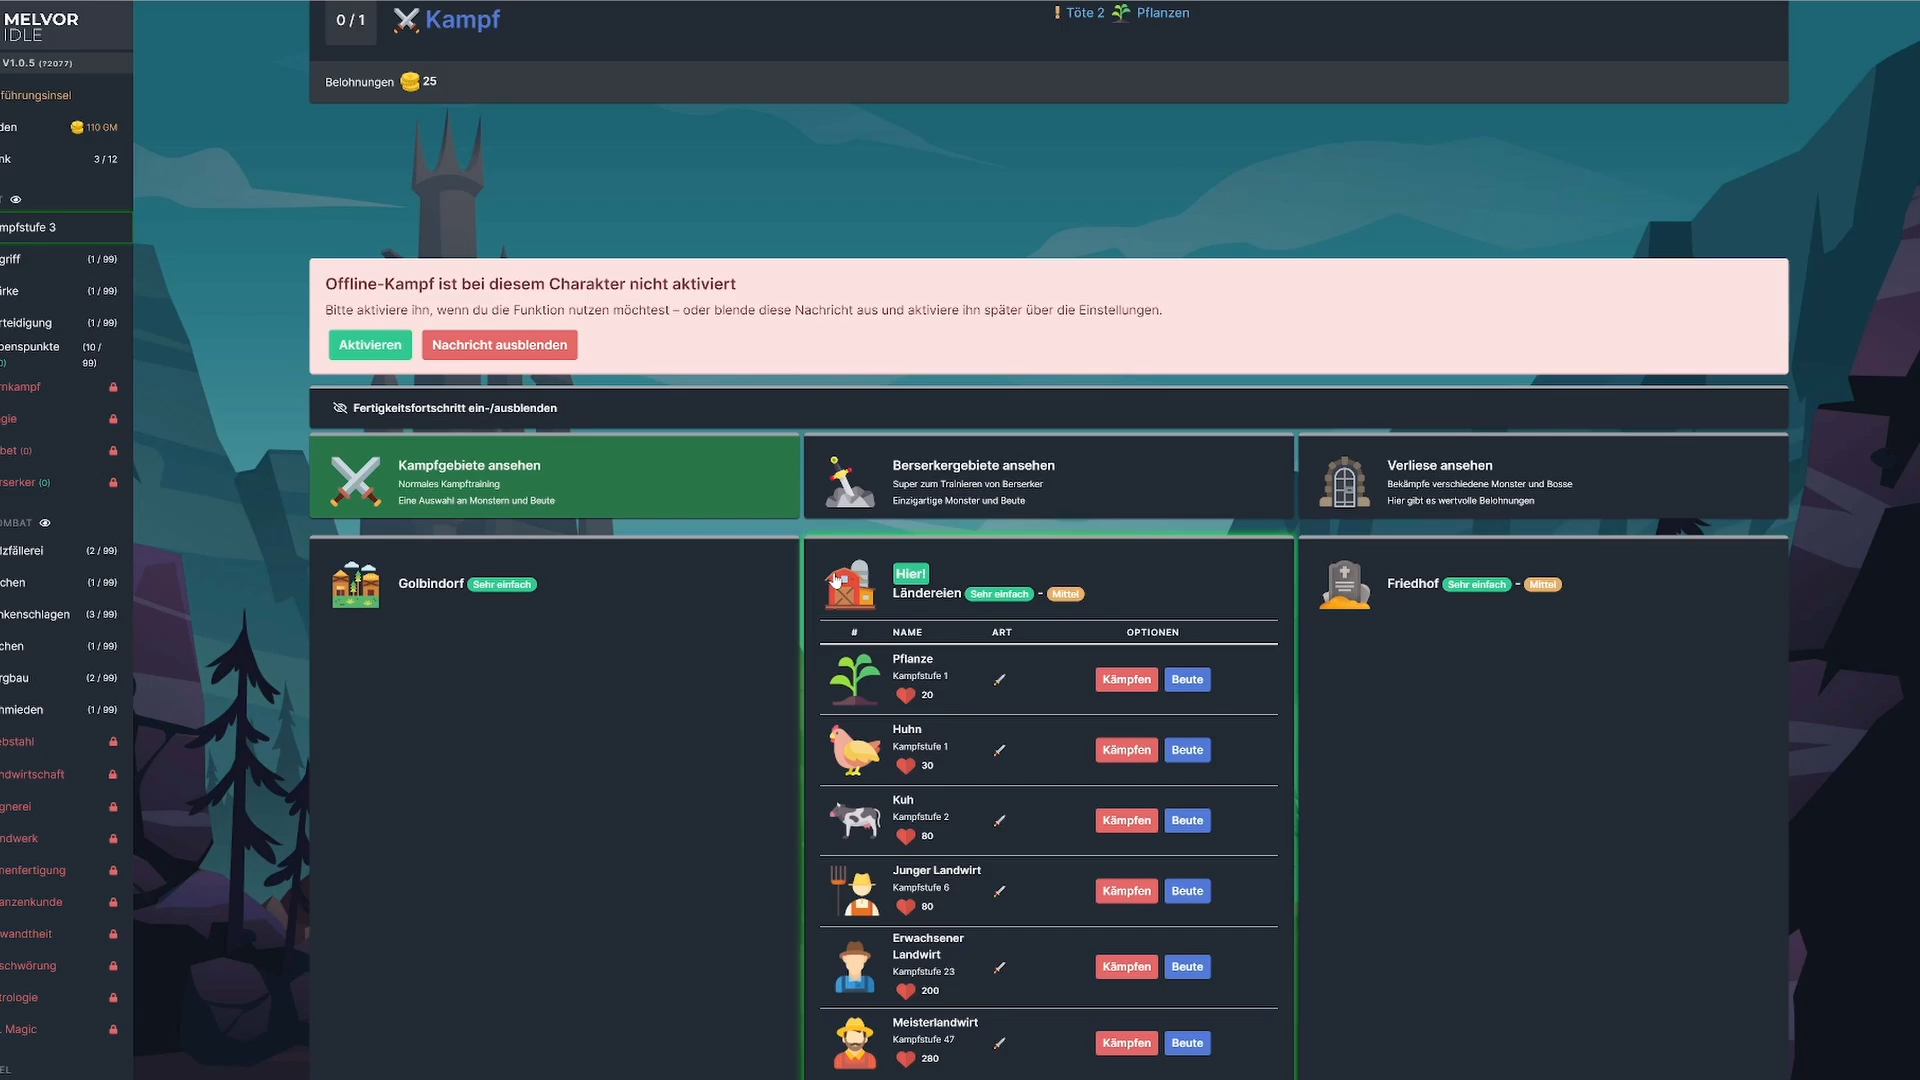 MELVOR
IDLE
V1.0.5 (?2077)
führungsinsel
den 110 GM
nk 3 / 12
T
mpfstufe 3
griff (1 / 99)
irke (1 / 99)
rteidigung (1 / 99)
benspunkte (10 / 99)
0)
rnkampf
gie
bet (0)
rserker (0)
OMBAT
lzfällerei (2 / 99)
chen (1 / 99)
nkenschlagen (3 / 99)
chen (1 / 99)
rgbau (2 / 99)
hmieden (1 / 99)
ebstahl
ndwirtschaft
gnerei
ndwerk
nenfertigung
anzenkunde
wandtheit
schwörung
trologie
. Magic
EL
0 / 1
Kampf
Töte 2 Pflanzen
Belohnungen 25
Offline-Kampf ist bei diesem Charakter nicht aktiviert
Bitte aktiviere ihn, wenn du die Funktion nutzen möchtest – oder blende diese Nachricht aus und aktiviere ihn später über die Einstellungen.
Aktivieren Nachricht ausblenden
Fertigkeitsfortschritt ein-/ausblenden
Kampfgebiete ansehen
Normales Kampftraining
Eine Auswahl an Monstern und Beute
Berserkergebiete ansehen
Super zum Trainieren von Berserker
Einzigartige Monster und Beute
Verliese ansehen
Bekämpfe verschiedene Monster und Bosse
Hier gibt es wertvolle Belohnungen
Golbindorf Sehr einfach
Hier!
Ländereien Sehr einfach - Mittel
# NAME ART OPTIONEN
Pflanze
Kampfstufe 1
20
Kämpfen Beute
Huhn
Kampfstufe 1
30
Kämpfen Beute
Kuh
Kampfstufe 2
80
Kämpfen Beute
Junger Landwirt
Kampfstufe 6
80
Kämpfen Beute
Erwachsener
Landwirt
Kampfstufe 23
200
Kämpfen Beute
Meisterlandwirt
Kampfstufe 47
280
Kämpfen Beute
Friedhof Sehr einfach - Mittel